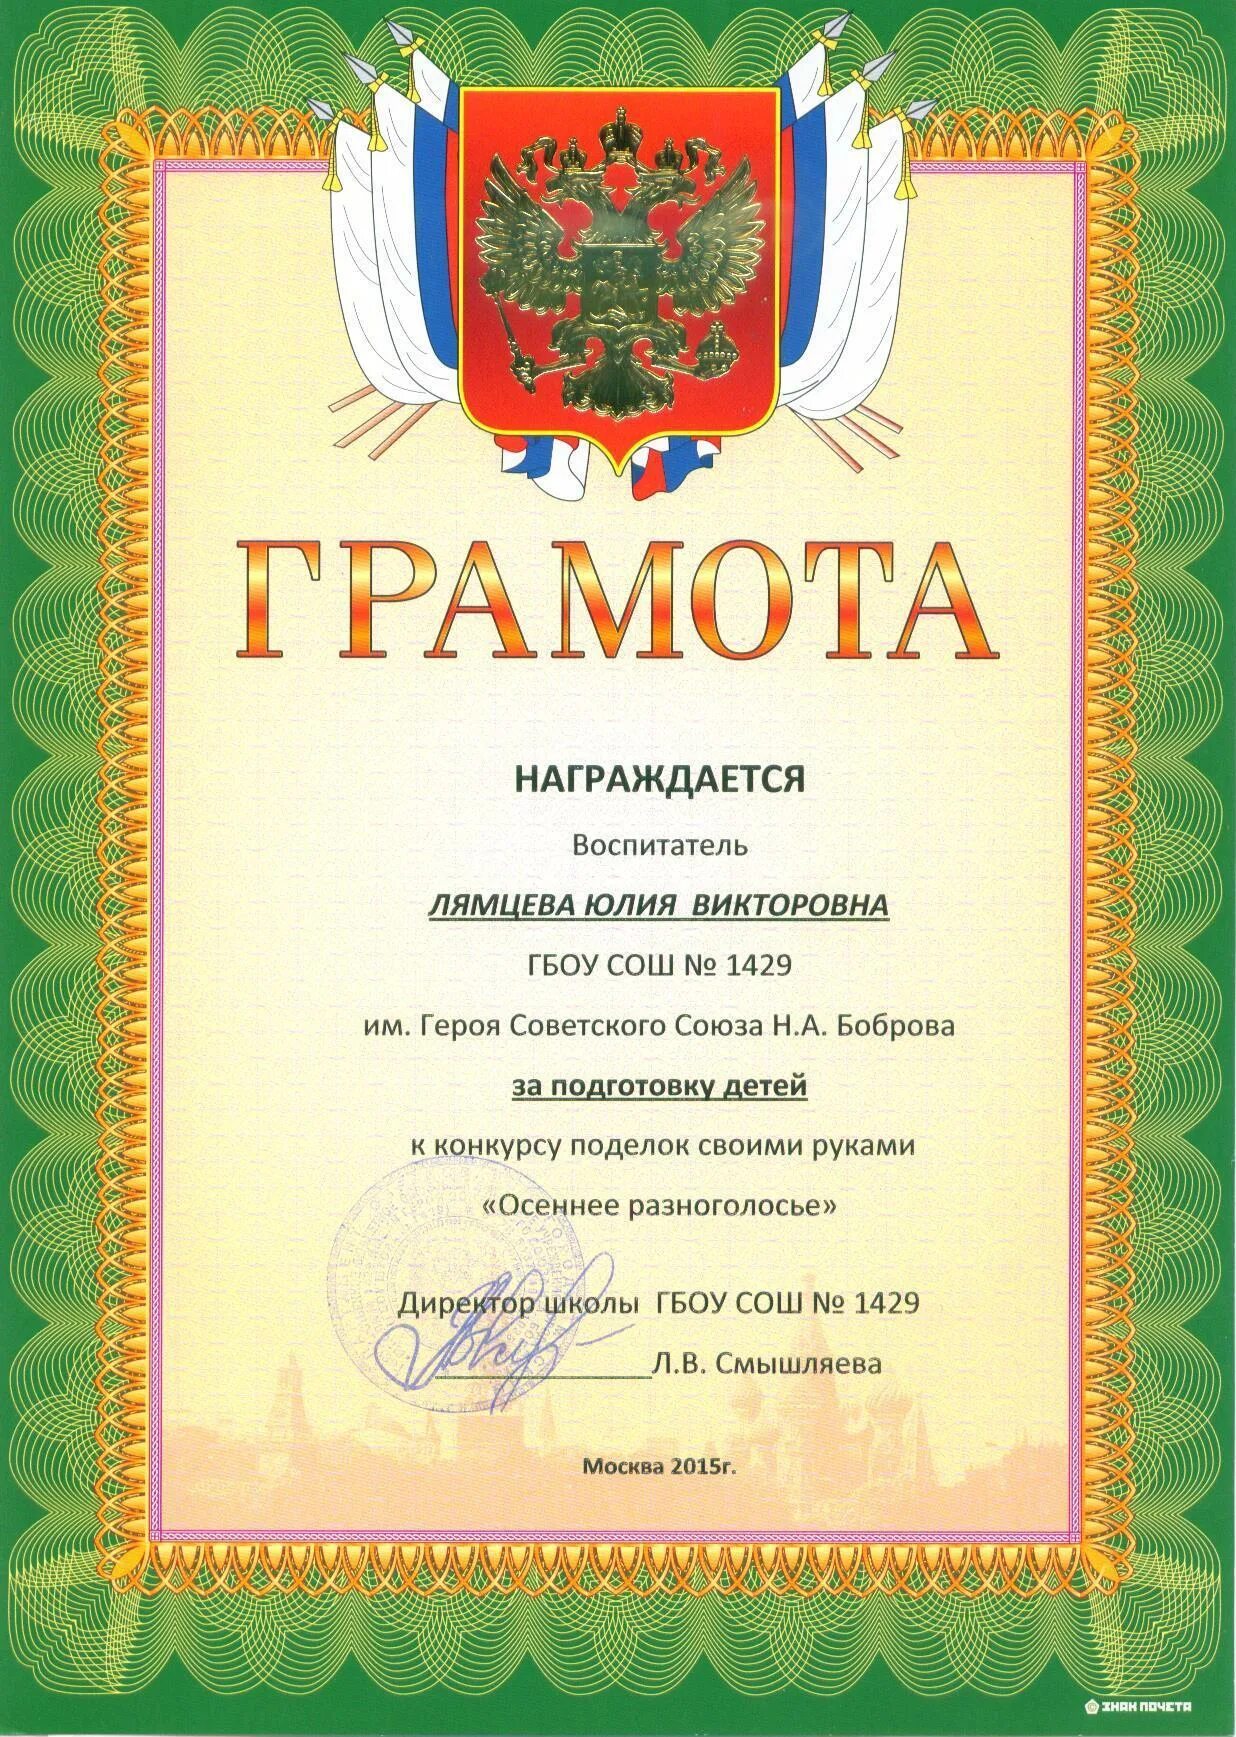 ГРАМОТА
НАГРАЖДАЕТСЯ
Воспитатель
ЛЯМЦЕВА ЮЛИЯ ВИКТОРОВНА
ГБОУ СОШ № 1429
им. Героя Советского Союза Н.А. Боброва
за подготовку детей
к конкурсу поделок своими руками
«Осеннее разноголосье»
Директор школы ГБОУ СОШ № 1429
Л.В. Смышляева
Москва 2015г.
ЗНАК ПОЧЕТА